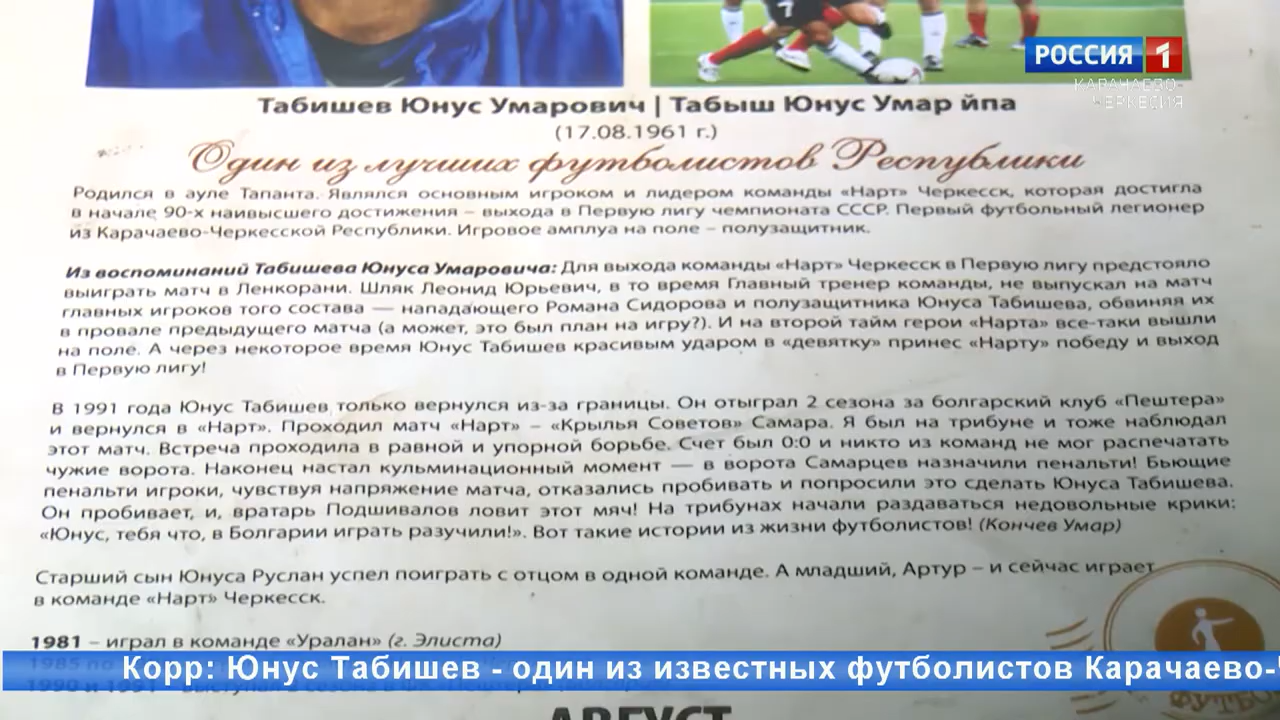 7
РОССИЯ 1
КАРАЧАЕВО-
ЧЕРКЕСИЯ
Табишев Юнус Умарович | Табыш Юнус Умар йпа
(17.08.1961 г.)
Один из лучших футболистов Республики
Родился в ауле Тапанта. Являлся основным игроком и лидером команды «Нарт» Черкесск, которая достигла
в начале 90-х наивысшего достижения – выхода в Первую лигу чемпионата СССР. Первый футбольный легионер
из Карачаево-Черкесской Республики. Игровое амплуа на поле – полузащитник.
Из воспоминаний Табишева Юнуса Умаровича: Для выхода команды «Нарт» Черкесск в Первую лигу предстояло
выиграть матч в Ленкорани. Шляк Леонид Юрьевич, в то время Главный тренер команды, не выпускал на матч
главных игроков того состава — нападающего Романа Сидорова и полузащитника Юнуса Табишева, обвиняя их
в провале предыдущего матча (а может, это был план на игру?). И на второй тайм герои «Нарта» все-таки вышли
на поле. А через некоторое время Юнус Табишев красивым ударом в «девятку» принес «Нарту» победу и выход
в Первую лигу!
В 1991 года Юнус Табишев только вернулся из-за границы. Он отыграл 2 сезона за болгарский клуб «Пештера»
и вернулся в «Нарт». Проходил матч «Нарт» – «Крылья Советов» Самара. Я был на трибуне и тоже наблюдал
этот матч. Встреча проходила в равной и упорной борьбе. Счет был 0:0 и никто из команд не мог распечатать
чужие ворота. Наконец настал кульминационный момент — в ворота Самарцев назначили пенальти! Бьющие
пенальти игроки, чувствуя напряжение матча, отказались пробивать и попросили это сделать Юнуса Табишева.
Он пробивает, и, вратарь Подшивалов ловит этот мяч! На трибунах начали раздаваться недовольные крики:
«Юнус, тебя что, в Болгарии играть разучили!». Вот такие истории из жизни футболистов! (Кончев Умар)
Старший сын Юнуса Руслан успел поиграть с отцом в одной команде. А младший, Артур – и сейчас играет
в команде «Нарт» Черкесск.
1981 – играл в команде «Уралан» (г. Элиста)
1985 по
Корр: Юнус Табишев - один из известных футболистов Карачаево-Ч
1990 и 1991
АВГУСТ